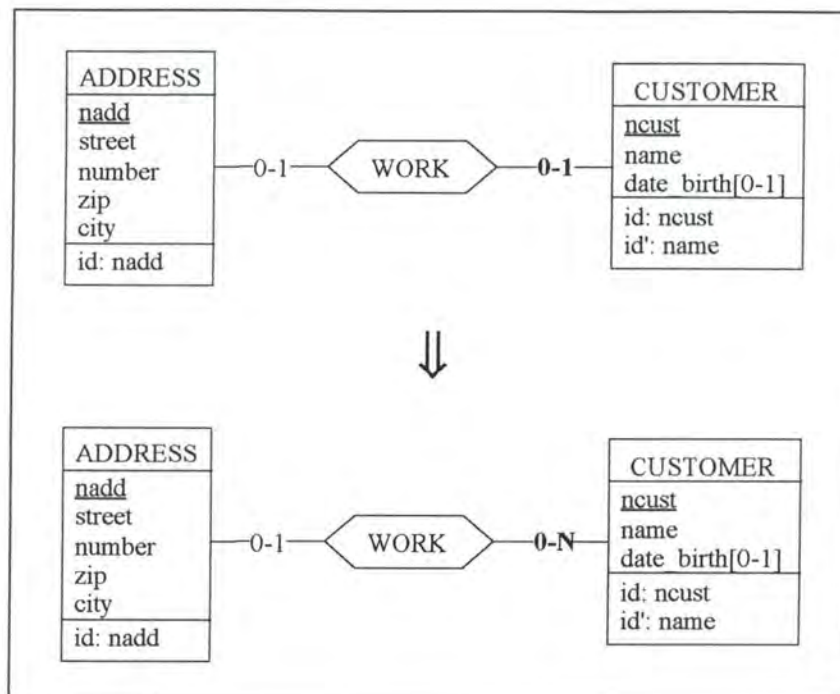 ADDRESS
nadd
street
number
zip
city
id: nadd
0-1
WORK
0-1
CUSTOMER
ncust
name
date_birth[0-1]
id: ncust
id': name
⇓
ADDRESS
nadd
street
number
zip
city
id: nadd
0-1
WORK
0-N
CUSTOMER
ncust
name
date_birth[0-1]
id: ncust
id': name